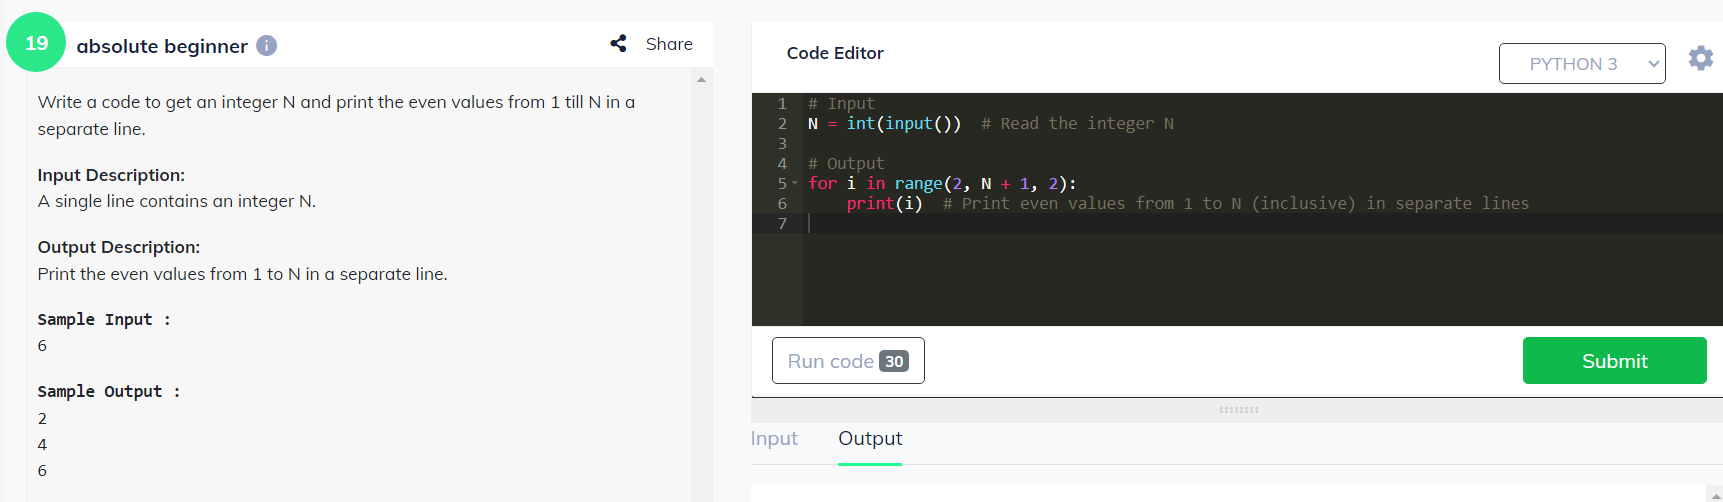 19
absolute beginner i
Share
Write a code to get an integer N and print the even values from 1 till N in a
separate line.
Input Description:
A single line contains an integer N.
Output Description:
Print the even values from 1 to N in a separate line.
Sample Input :
6
Sample Output :
2
4
6
Code Editor
PYTHON 3
1 # Input
2 N = int(input())  # Read the integer N
3
4 # Output
5 for i in range(2, N + 1, 2):
6     print(i)  # Print even values from 1 to N (inclusive) in separate lines
7
Run code 30
Submit
Input Output